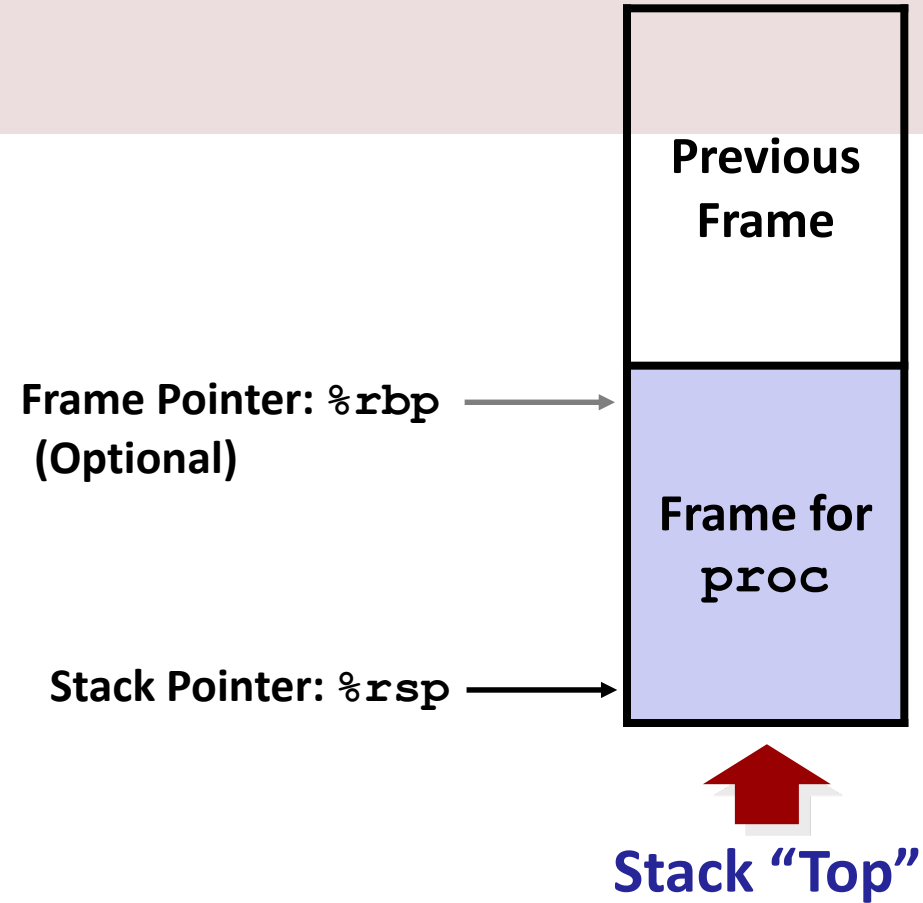 Previous
Frame
Frame Pointer: %rbp
(Optional)
Frame for
proc
Stack Pointer: %rsp
Stack “Top”